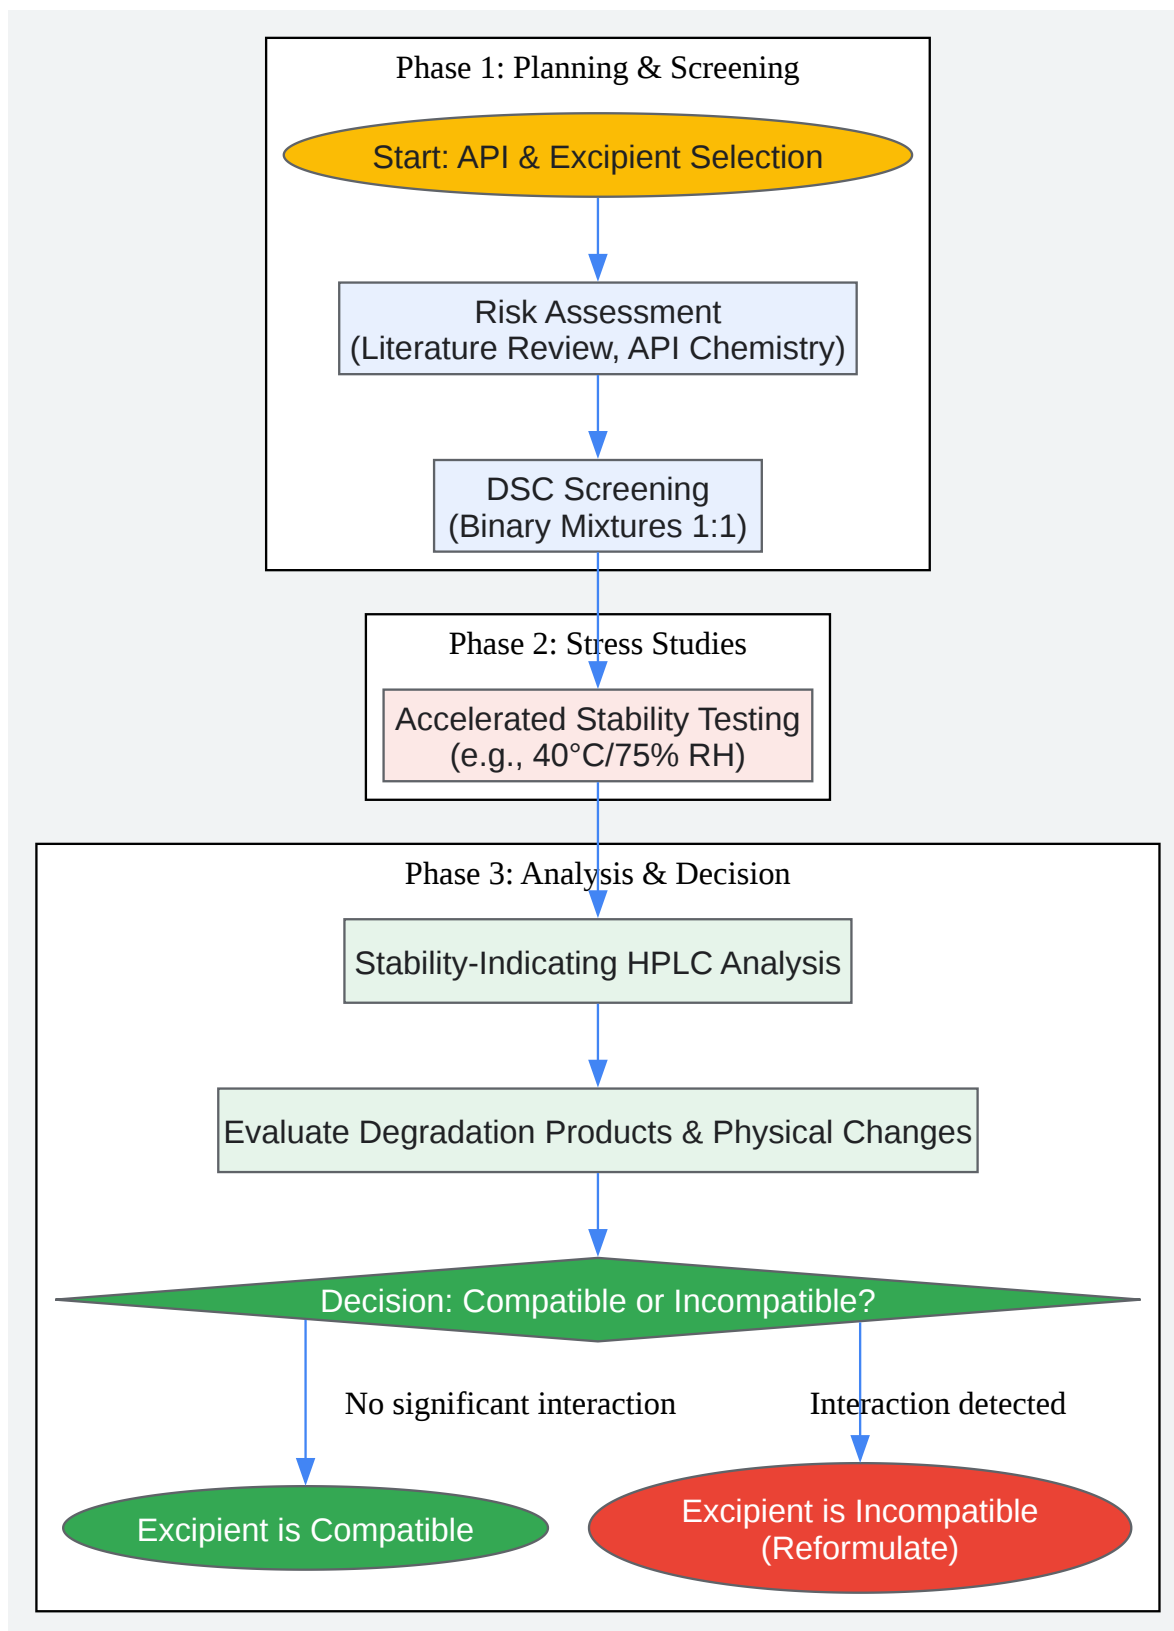 Phase 1: Planning & Screening
Start: API & Excipient Selection
Risk Assessment
(Literature Review, API Chemistry)
DSC Screening
(Binary Mixtures 1:1)
Phase 2: Stress Studies
Accelerated Stability Testing
(e.g., 40°C/75% RH)
Phase 3: Analysis & Decision
Stability-Indicating HPLC Analysis
Evaluate Degradation Products & Physical Changes
Decision: Compatible or Incompatible?
No significant interaction
Interaction detected
Excipient is Compatible
Excipient is Incompatible
(Reformulate)